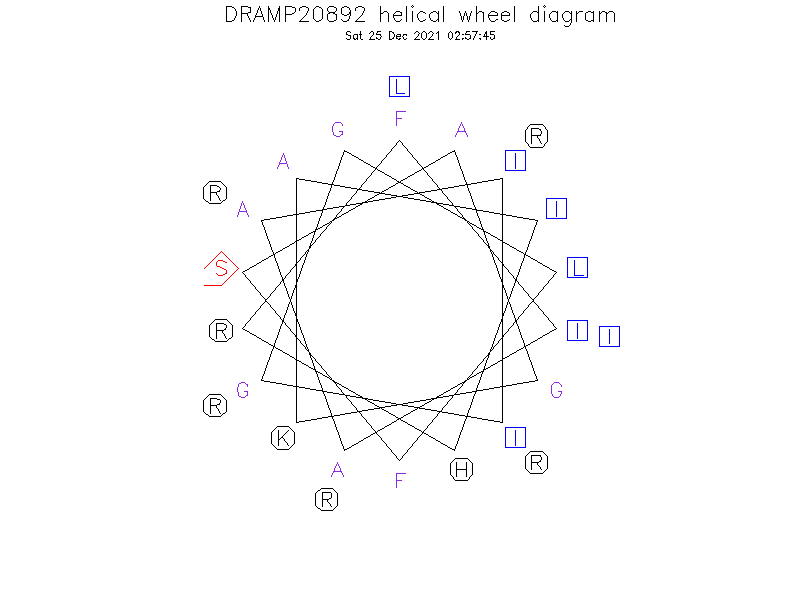 DRAMP20892 helical wheel diagram
Sat 25 Dec 2021 02:57:45
L
F
G A
R
A I
R
A I
S L
R I I
G G
R
K I
R
A H
F
R